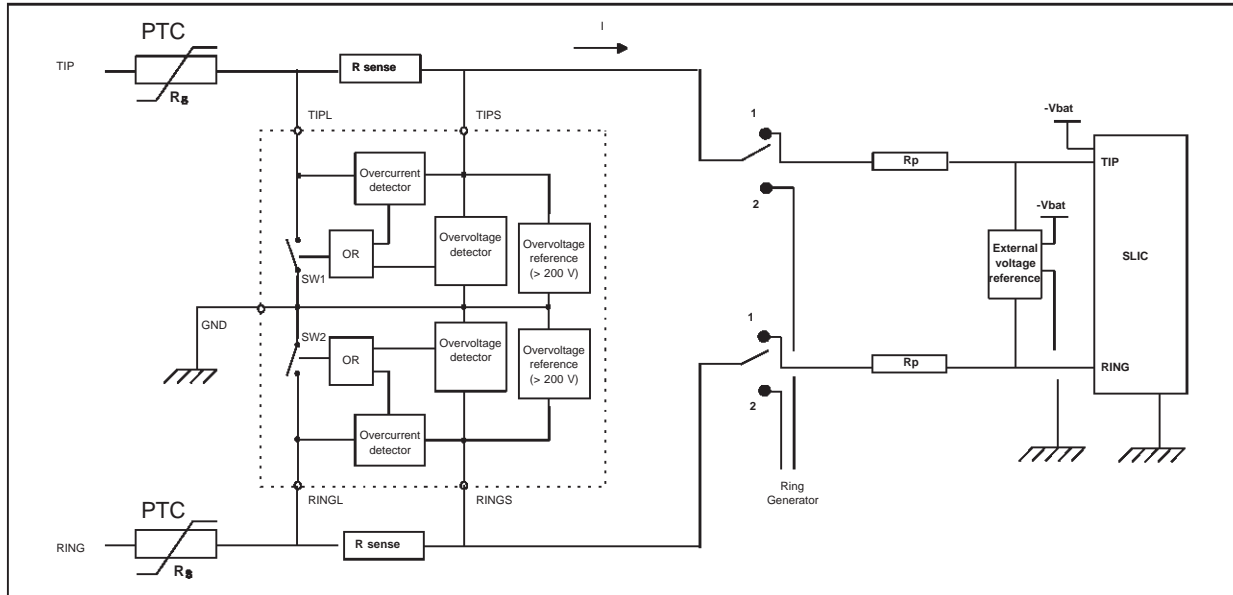 PTC
TIP
Rs
R sense
I
TIPL
TIPS
1
2
Rp
-Vbat
TIP
-Vbat
External
voltage
reference
SLIC
Overcurrent
detector
OR
Overvoltage
detector
Overvoltage
reference
(> 200 V)
SW1
GND
SW2
OR
Overvoltage
detector
Overvoltage
reference
(> 200 V)
Overcurrent
detector
1
2
Rp
RING
Ring
Generator
RINGL
RINGS
PTC
RING
Rs
R sense